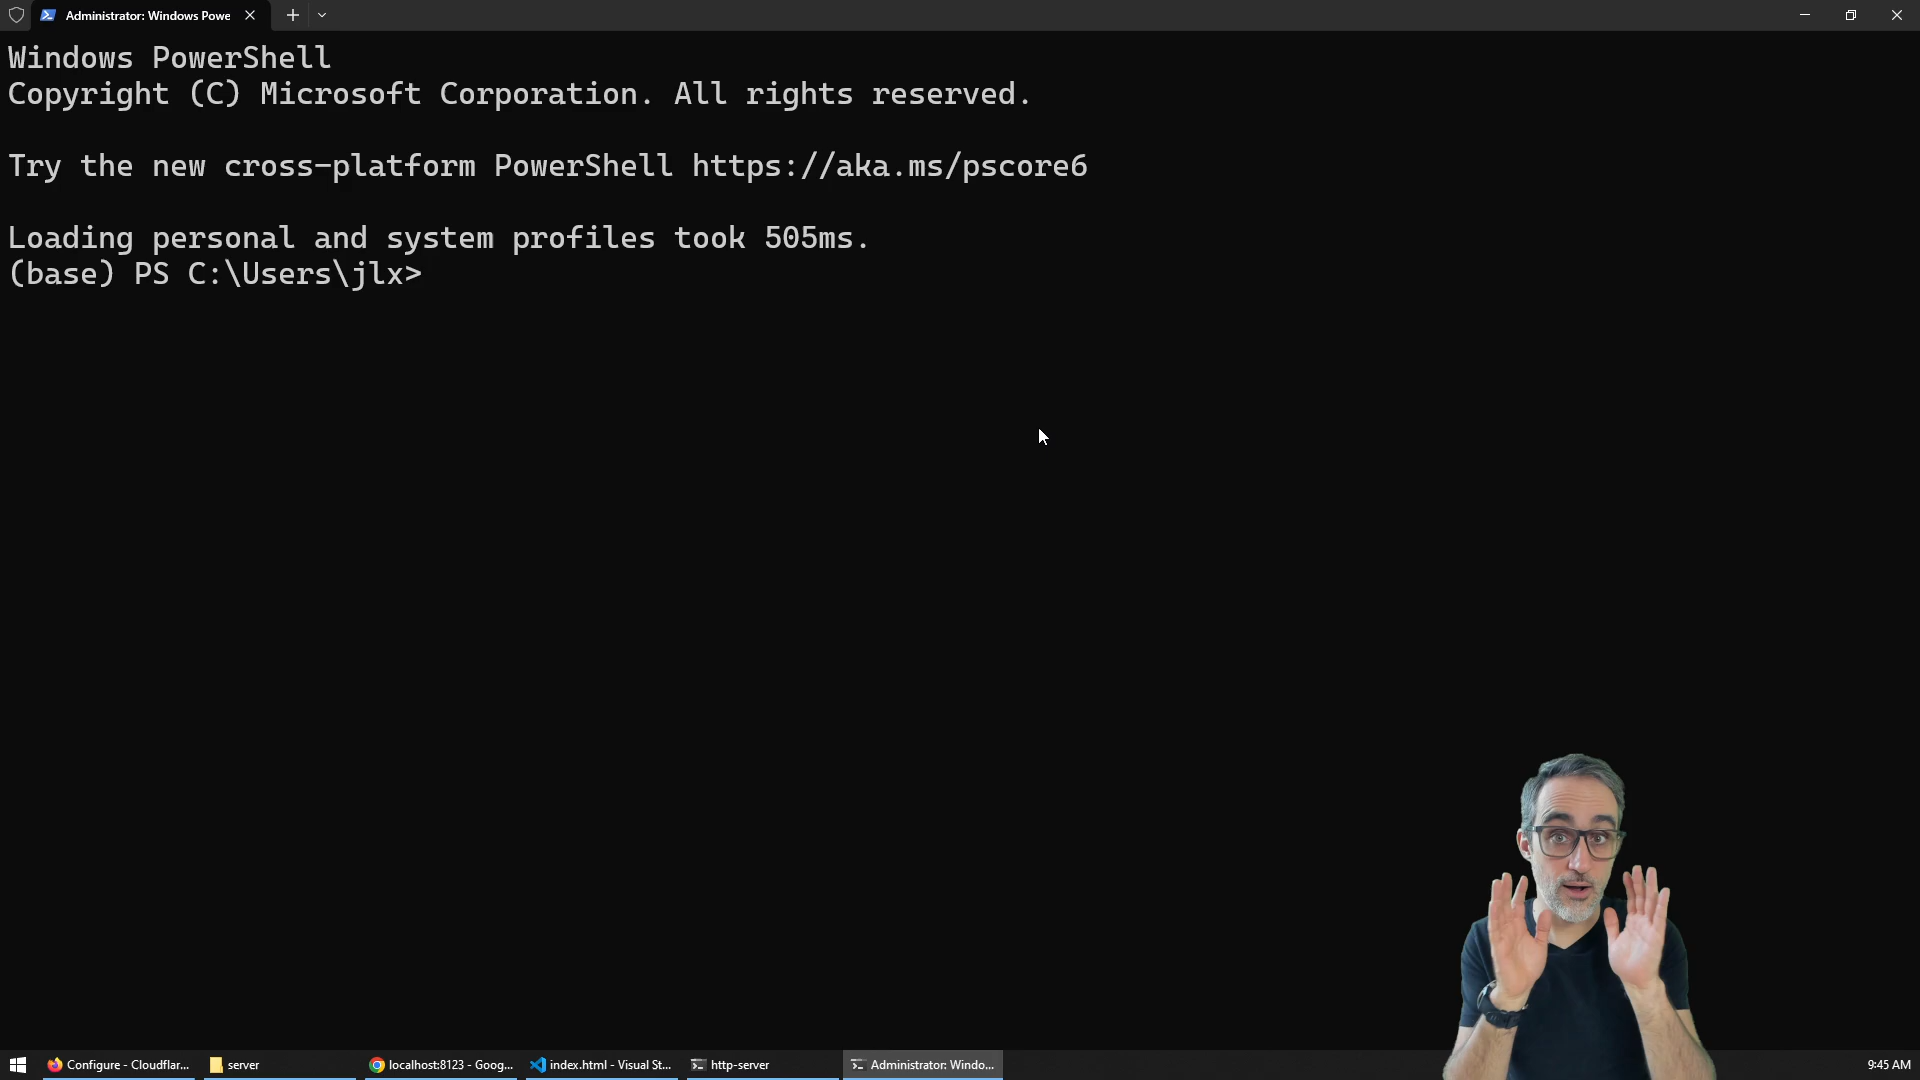 Administrator: Windows Powe
Windows PowerShell
Copyright (C) Microsoft Corporation. All rights reserved.
Try the new cross-platform PowerShell https://aka.ms/pscore6
Loading personal and system profiles took 505ms.
(base) PS C:\Users\jlx>
Configure - Cloudflar...
server
localhost:8123 - Goog...
index.html - Visual St...
http-server
Administrator: Windo...
9:45 AM